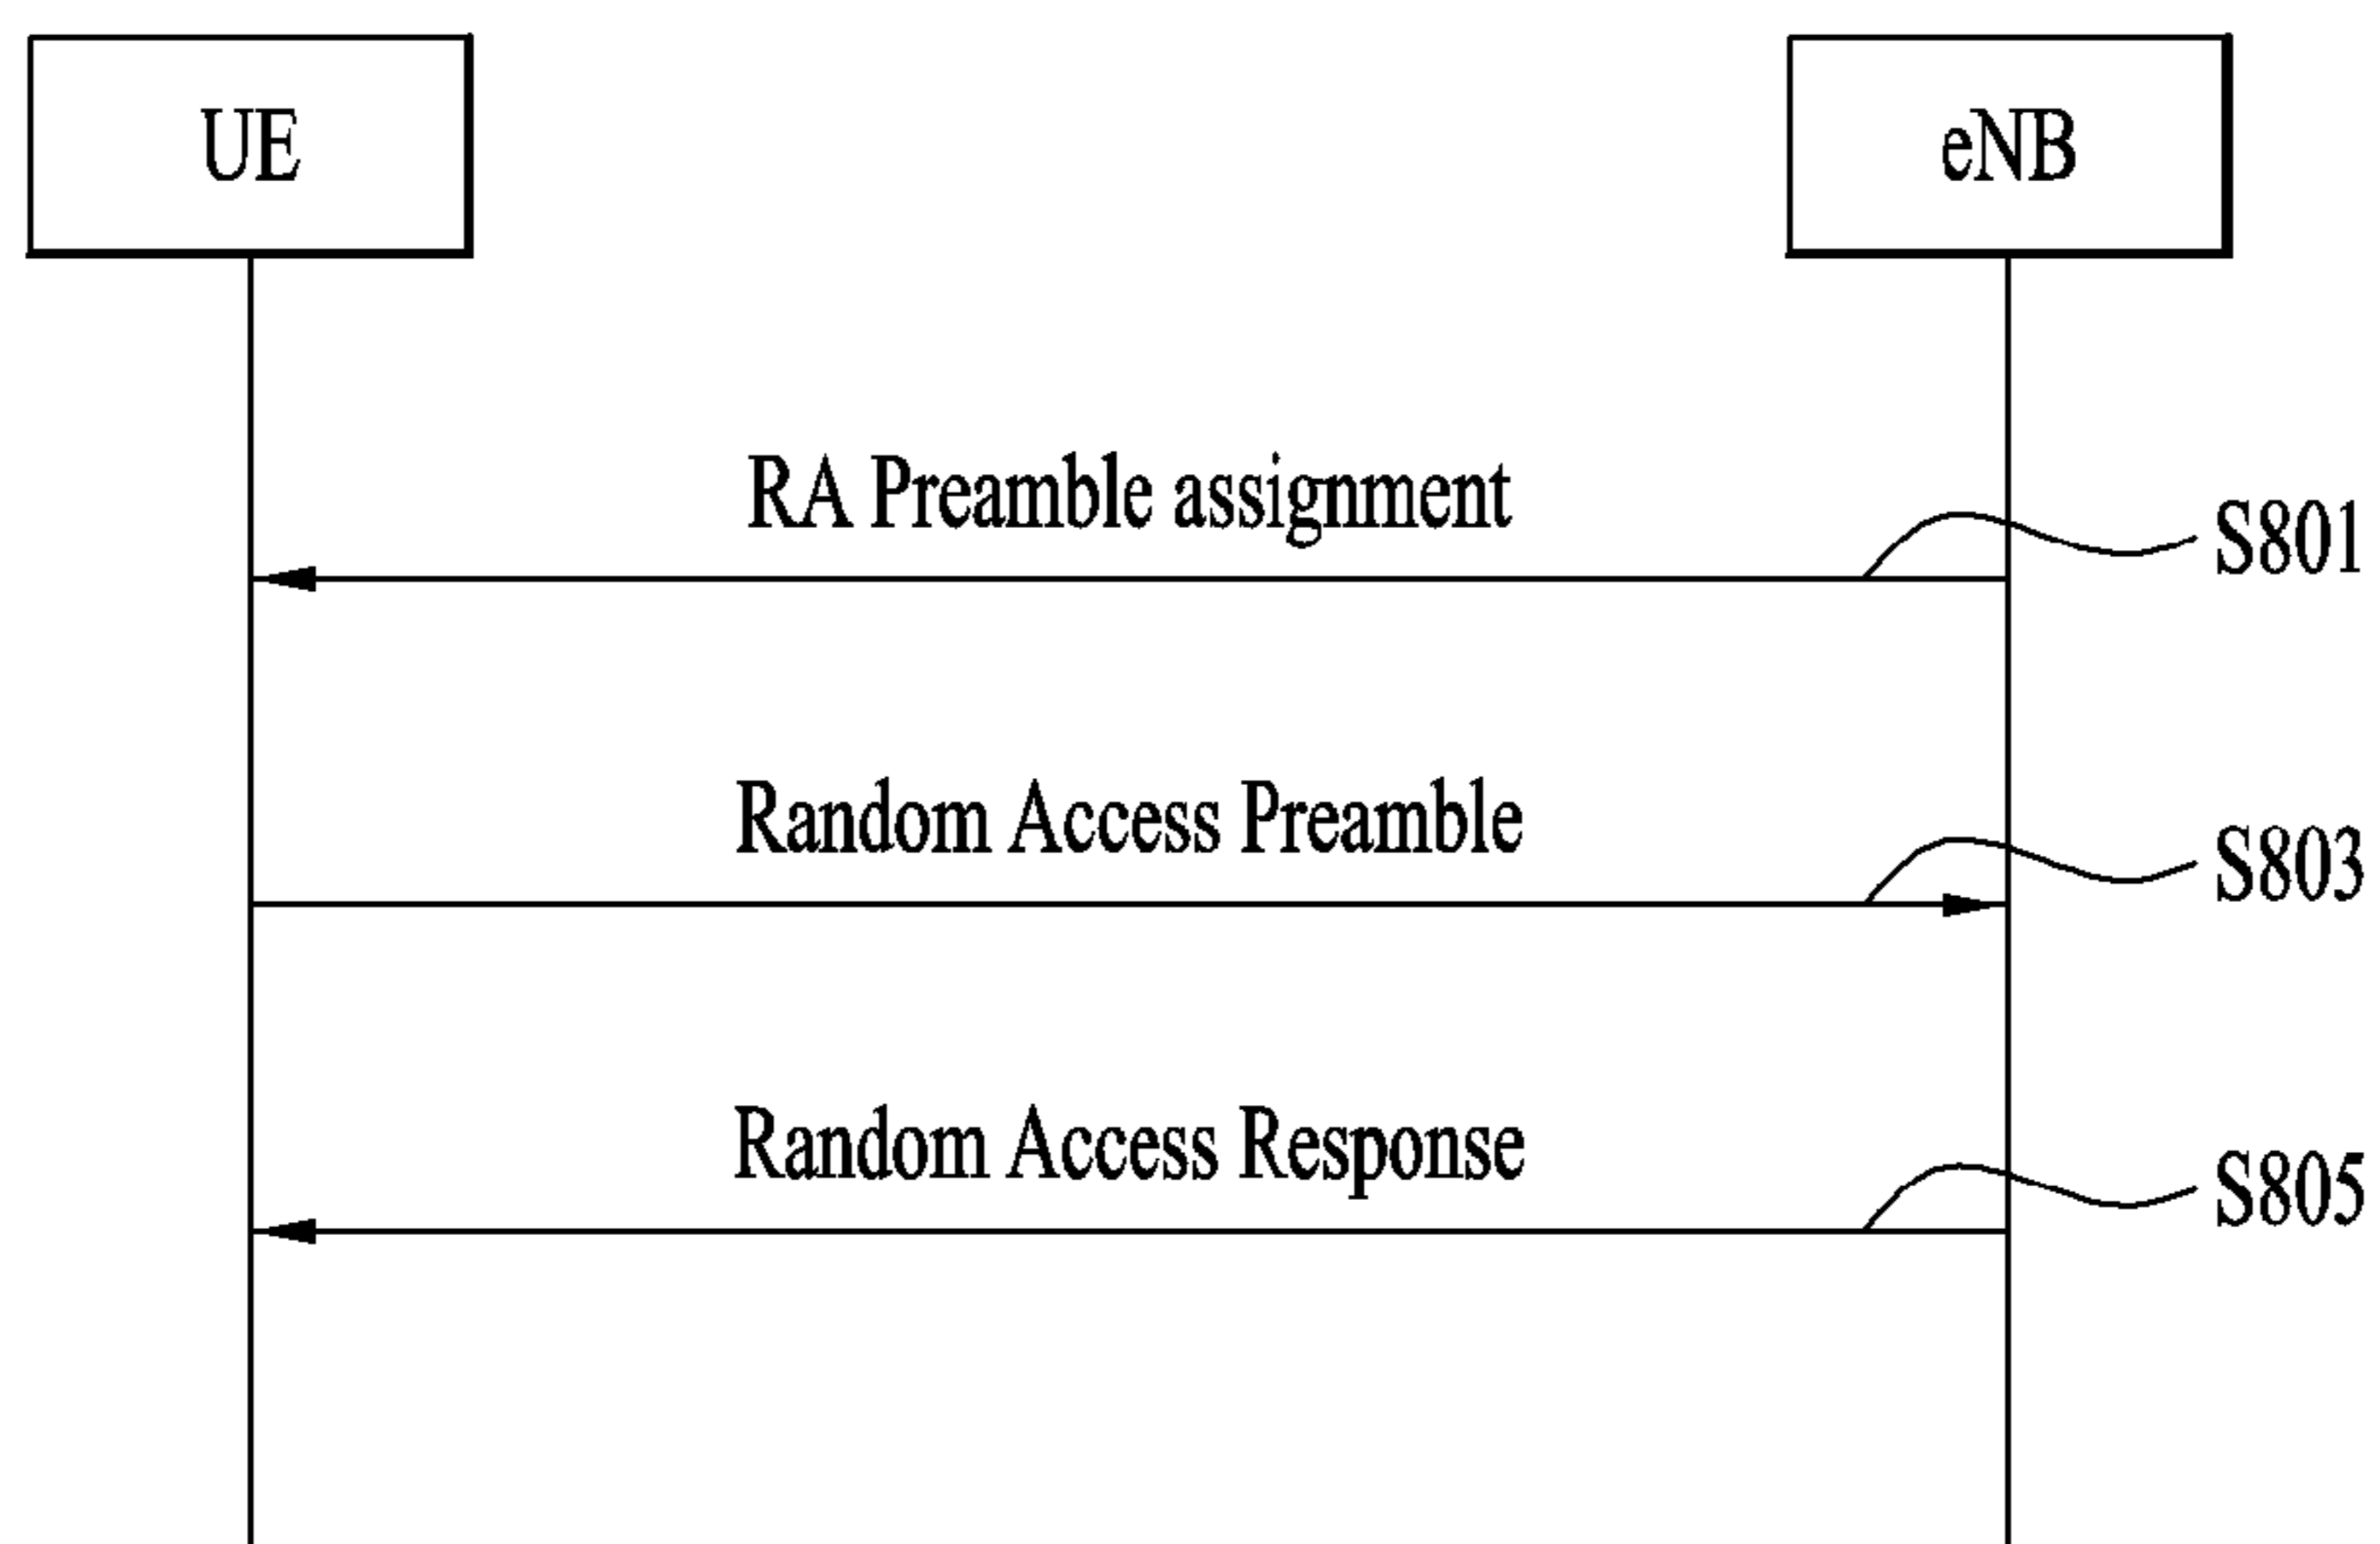 UE
eNB
RA Preamble assignment
S801
Random Access Preamble
S803
Random Access Response
S805